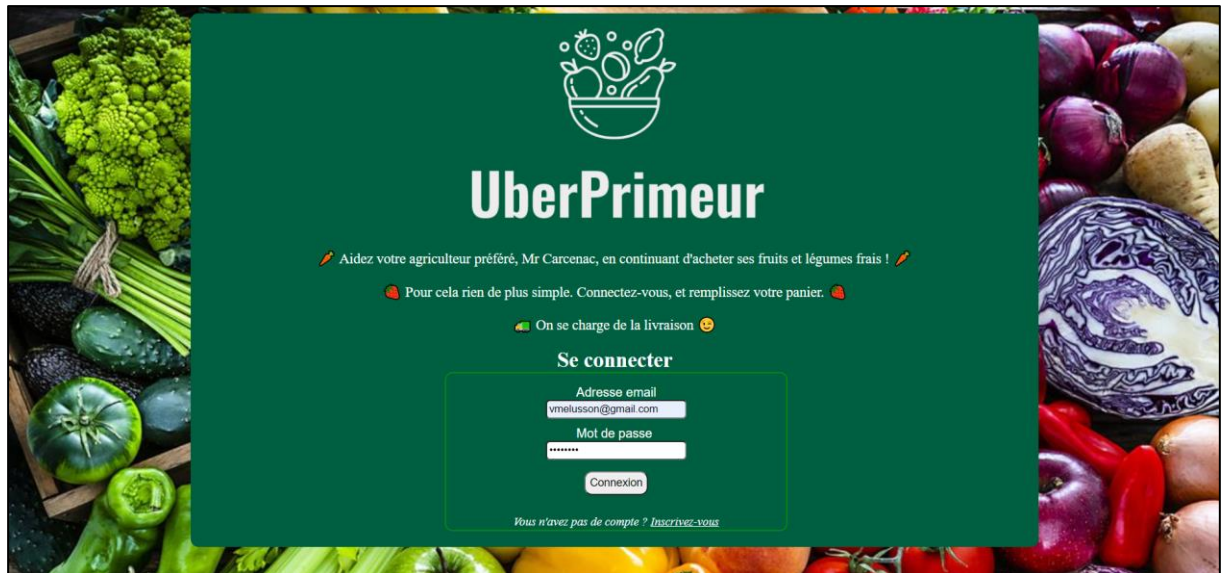 UberPrimeur
🥕 Aidez votre agriculteur préféré, Mr Carcenac, en continuant d'acheter ses fruits et légumes frais ! 🥕
🍓 Pour cela rien de plus simple. Connectez-vous, et remplissez votre panier. 🍓
🚛 On se charge de la livraison 😉
Se connecter
Adresse email
vmelusson@gmail.com
Mot de passe
••••••••
Connexion
Vous n'avez pas de compte ? Inscrivez-vous